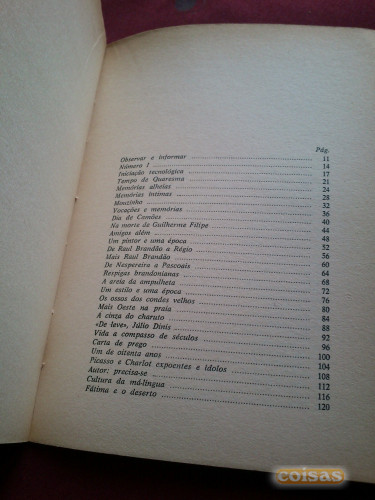 Pág.
Observar e informar 11
Número 1 14
Iniciação tecnológica 17
Tempo de Quaresma 21
Memórias alheias 24
Memórias íntimas 28
Mouzinho 32
Vocações e memórias 36
Dia de Camões 40
Na morte de Guilherme Filipe 44
Amigos além 48
Um pintor e uma época 52
De Raul Brandão a Régio 56
Mais Raul Brandão 60
De Nespereira a Pascoais 64
Respigos brandonianas 68
A areia da ampulheta 72
Um estilo e uma época 76
Os ossos dos condes velhos 80
Mais Oeste na praia 84
A cinza do charuto 88
«De leve», Júlio Dinis 92
Vida a compasso de séculos 96
Carta de prego 100
Um de oitenta anos 104
Picasso e Charlot expoentes e ídolos 108
Autor: precisa-se 112
Cultura da má-língua 116
Fátima e o deserto 120
coisas